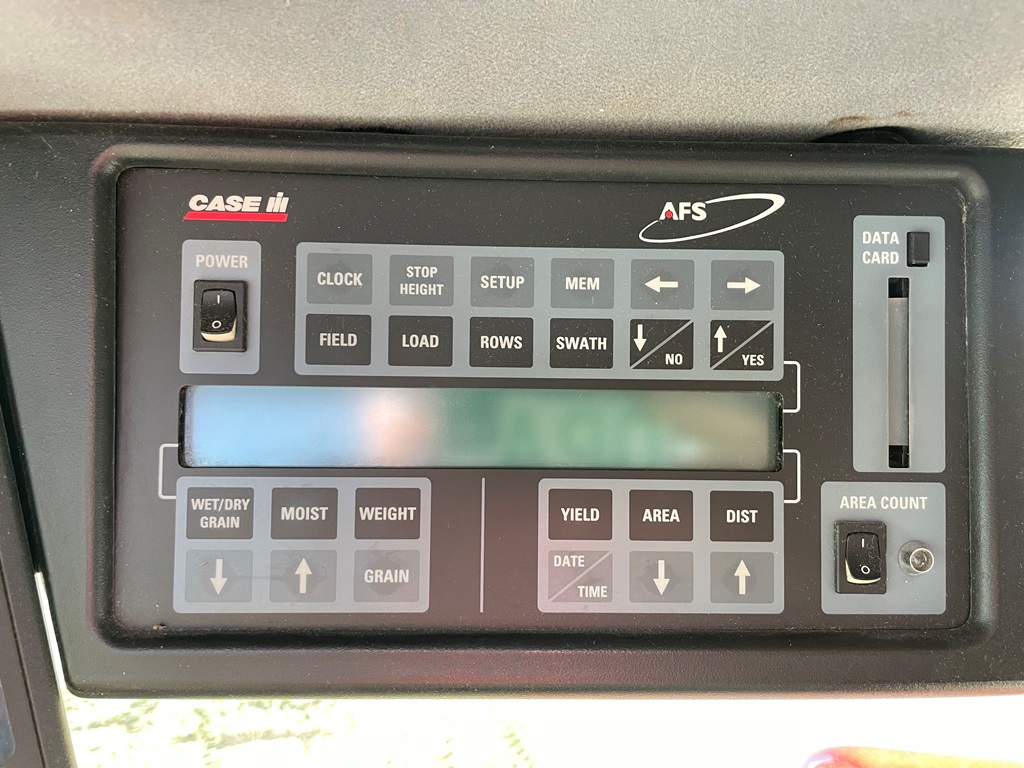 CASE IH
AFS
POWER
I
O
CLOCK
STOP
HEIGHT
SETUP
MEM
←
→
FIELD
LOAD
ROWS
SWATH
↓/NO
↑/YES
DATA
CARD
WET/DRY
GRAIN
MOIST
WEIGHT
↓
↑
GRAIN
YIELD
AREA
DIST
DATE
TIME
↓
↑
AREA COUNT
I
O